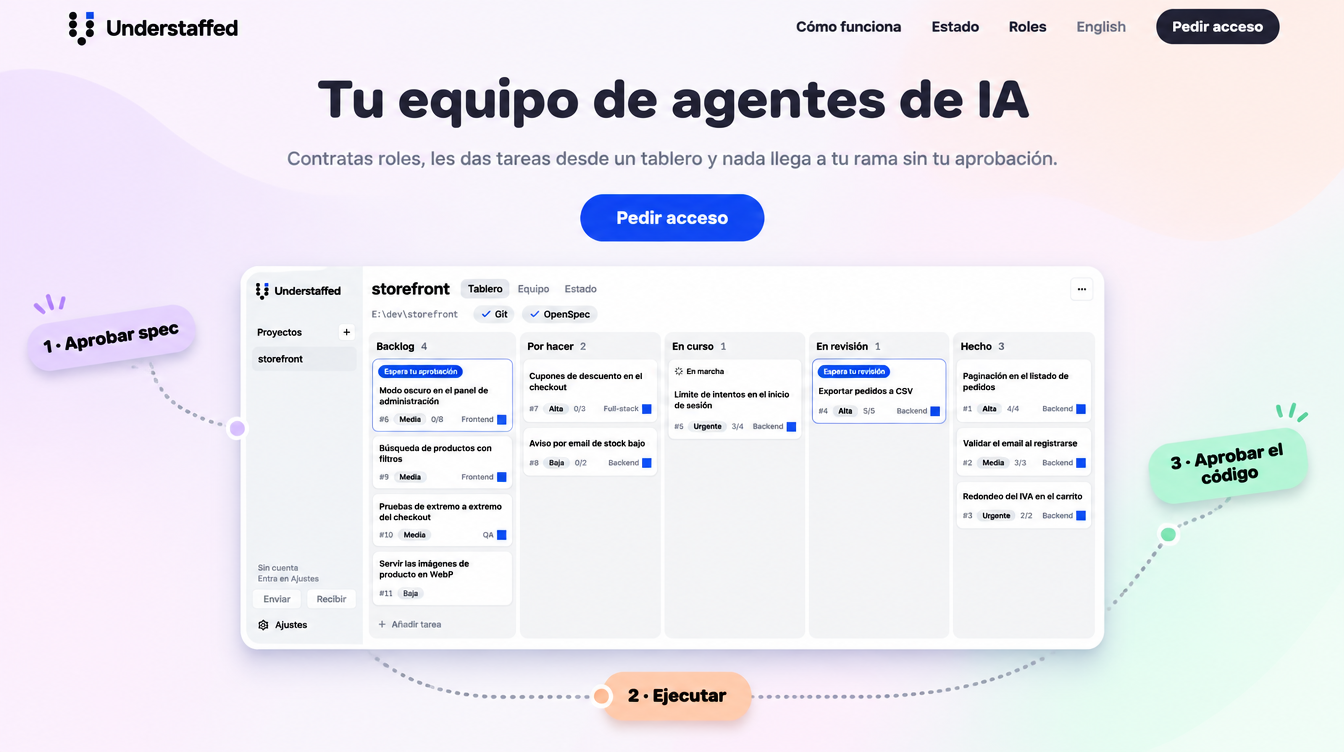 Understaffed
Cómo funciona
Estado
Roles
English
Pedir acceso
Tu equipo de agentes de IA
Contratas roles, les das tareas desde un tablero y nada llega a tu rama sin tu aprobación.
Pedir acceso
1 · Aprobar spec
Understaffed
Proyectos +
storefront
Sin cuenta
Entra en Ajustes
Enviar
Recibir
Ajustes
storefront
Tablero
Equipo
Estado
E:\dev\storefront
Git
OpenSpec
Backlog 4
Espera tu aprobación
Modo oscuro en el panel de
administración
#6 Media 0/8 Frontend
Búsqueda de productos con
filtros
#9 Media Frontend
Pruebas de extremo a extremo
del checkout
#10 Media QA
Servir las imágenes de
producto en WebP
#11 Baja
+ Añadir tarea
Por hacer 2
Cupones de descuento en el
checkout
#7 Alta 0/3 Full-stack
Aviso por email de stock bajo
#8 Baja 0/2 Backend
En curso 1
En marcha
Límite de intentos en el inicio
de sesión
#5 Urgente 3/4 Backend
En revisión 1
Espera tu revisión
Exportar pedidos a CSV
#4 Alta 5/5 Backend
Hecho 3
Paginación en el listado de
pedidos
#1 Alta 4/4 Backend
Validar el email al registrarse
#2 Media 3/3 Backend
Redondeo del IVA en el carrito
#3 Urgente 2/2 Backend
3 · Aprobar el
código
2 · Ejecutar